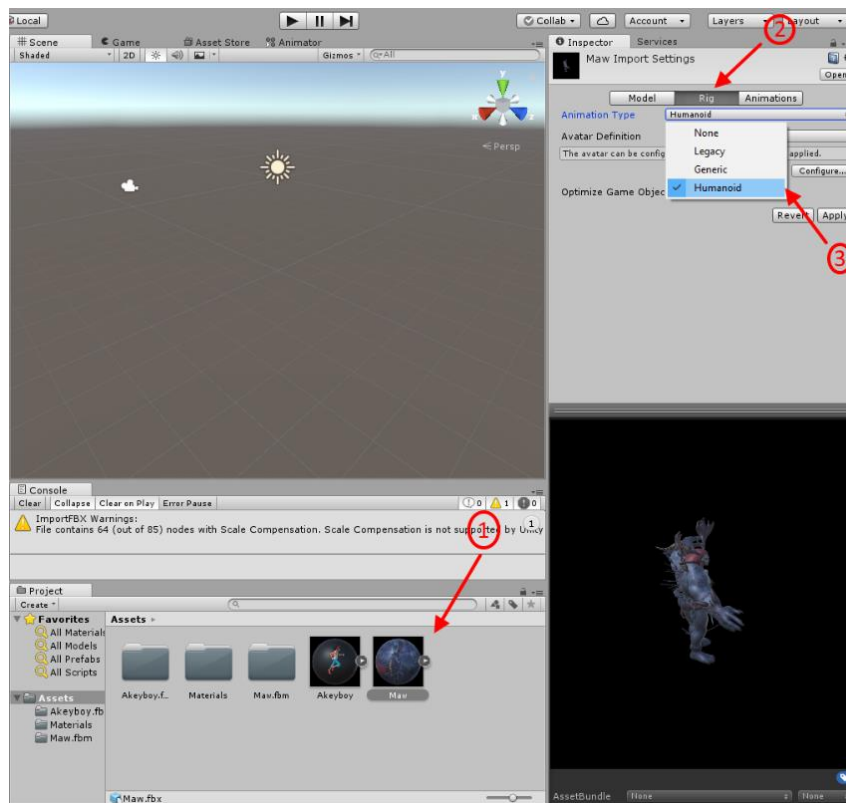 Local
Collab
Account
Layers
Layout
2
Scene
Game
Asset Store
Animator
Shaded
2D
Gizmos
All
y
x
z
Persp
Inspector
Services
Maw Import Settings
Open
Model
Rig
Animations
Animation Type
Humanoid
None
Legacy
Generic
Humanoid
Avatar Definition
The avatar can be config
applied.
Configure...
Optimize Game Objec
Revert
Apply
3
Console
Clear
Collapse
Clear on Play
Error Pause
0
1
0
ImportFBX Warnings:
File contains 64 (out of 85) nodes with Scale Compensation. Scale Compensation is not supported by Unity
1
1
Project
Create
Favorites
All Materials
All Models
All Prefabs
All Scripts
Assets
Akeyboy.fb
Materials
Maw.fbm
Assets
Akeyboy.f...
Materials
Maw.fbm
Akeyboy
Maw
Maw.fbx
AssetBundle
None
None